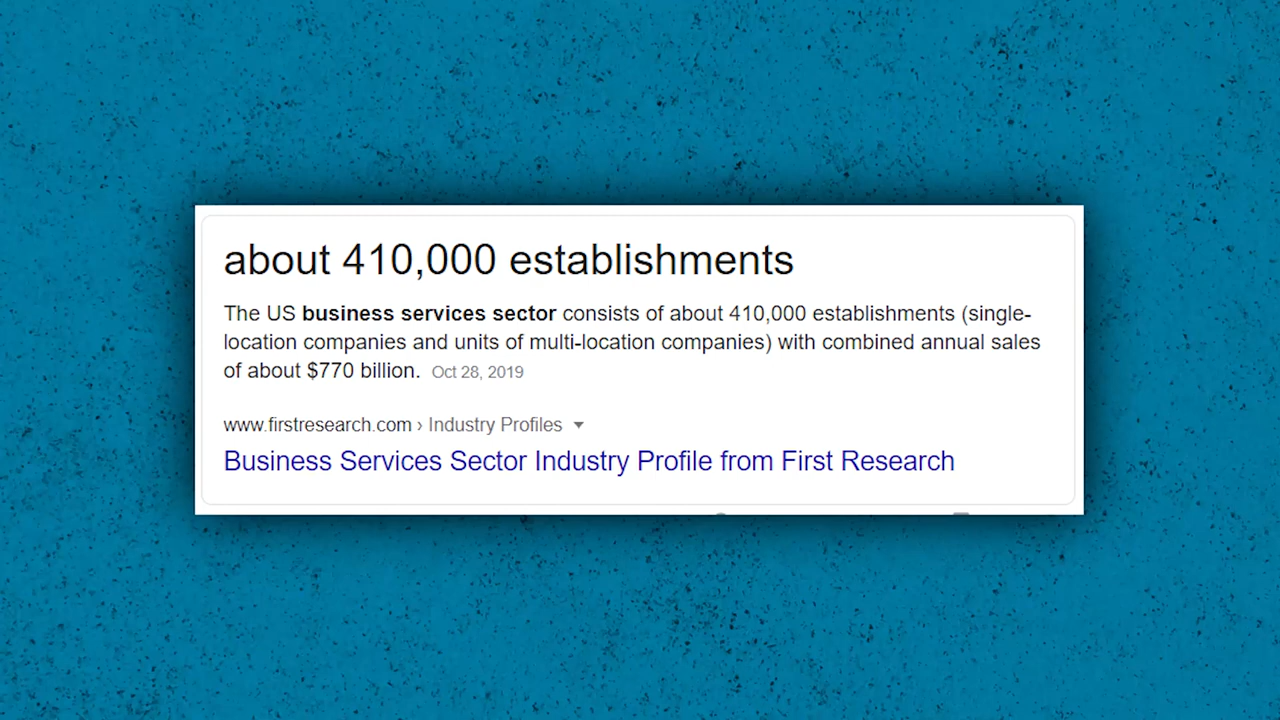 about 410,000 establishments
The US business services sector consists of about 410,000 establishments (single-
location companies and units of multi-location companies) with combined annual sales
of about $770 billion. Oct 28, 2019
www.firstresearch.com › Industry Profiles
Business Services Sector Industry Profile from First Research